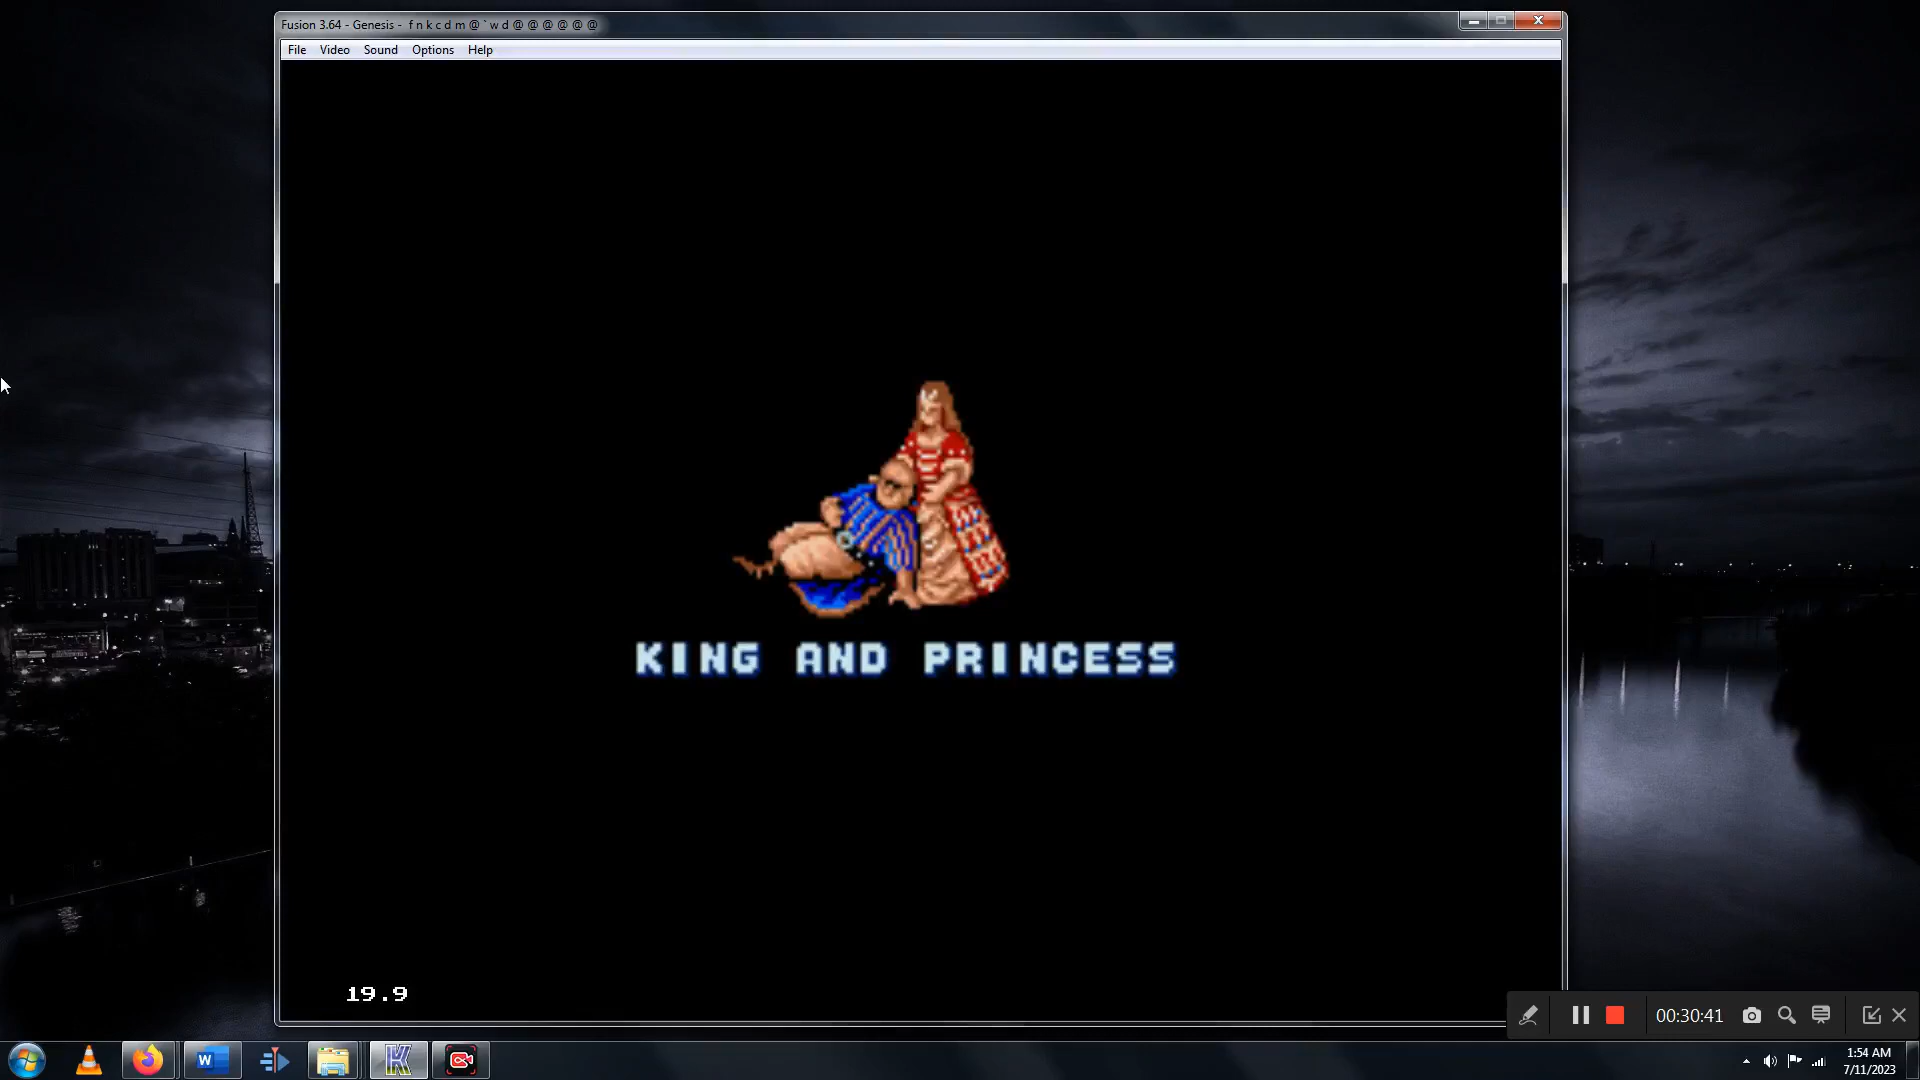 Fusion 3.64 - Genesis - f n k c d m @ ` w d @ @ @ @ @ @
File Video Sound Options Help
KING AND PRINCESS
19.9
00:30:41
1:54 AM
7/11/2023